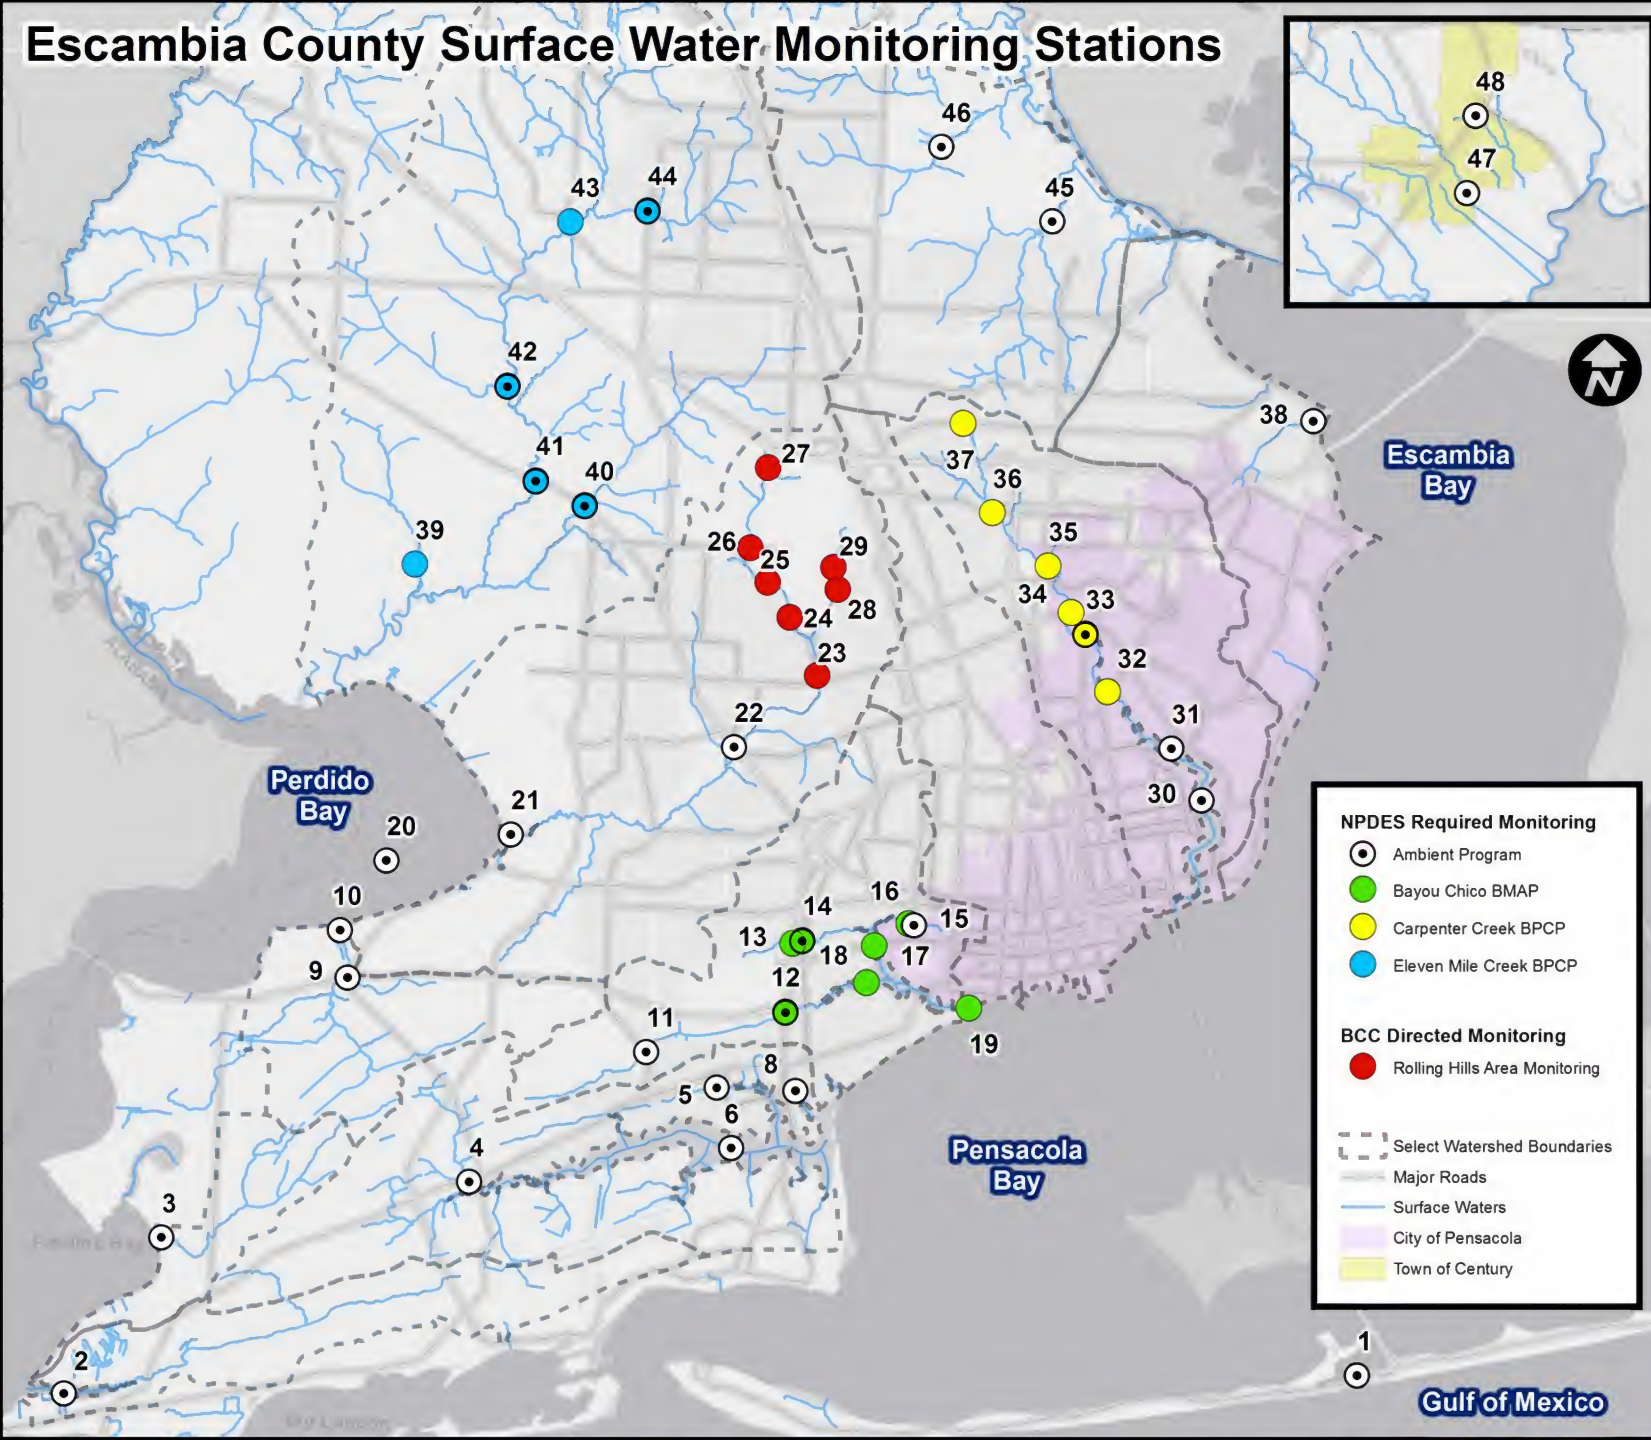 Escambia County Surface Water Monitoring Stations
48
47
46
45
44
43
42
41
40
39
38
37
36
35
34
33
32
31
30
29
28
27
26
25
24
23
22
21
20
19
18
17
16
15
14
13
12
11
10
9
8
6
5
4
3
2
1
N
Escambia
Bay
Perdido
Bay
Pensacola
Bay
Gulf of Mexico
NPDES Required Monitoring
Ambient Program
Bayou Chico BMAP
Carpenter Creek BPCP
Eleven Mile Creek BPCP
BCC Directed Monitoring
Rolling Hills Area Monitoring
Select Watershed Boundaries
Major Roads
Surface Waters
City of Pensacola
Town of Century